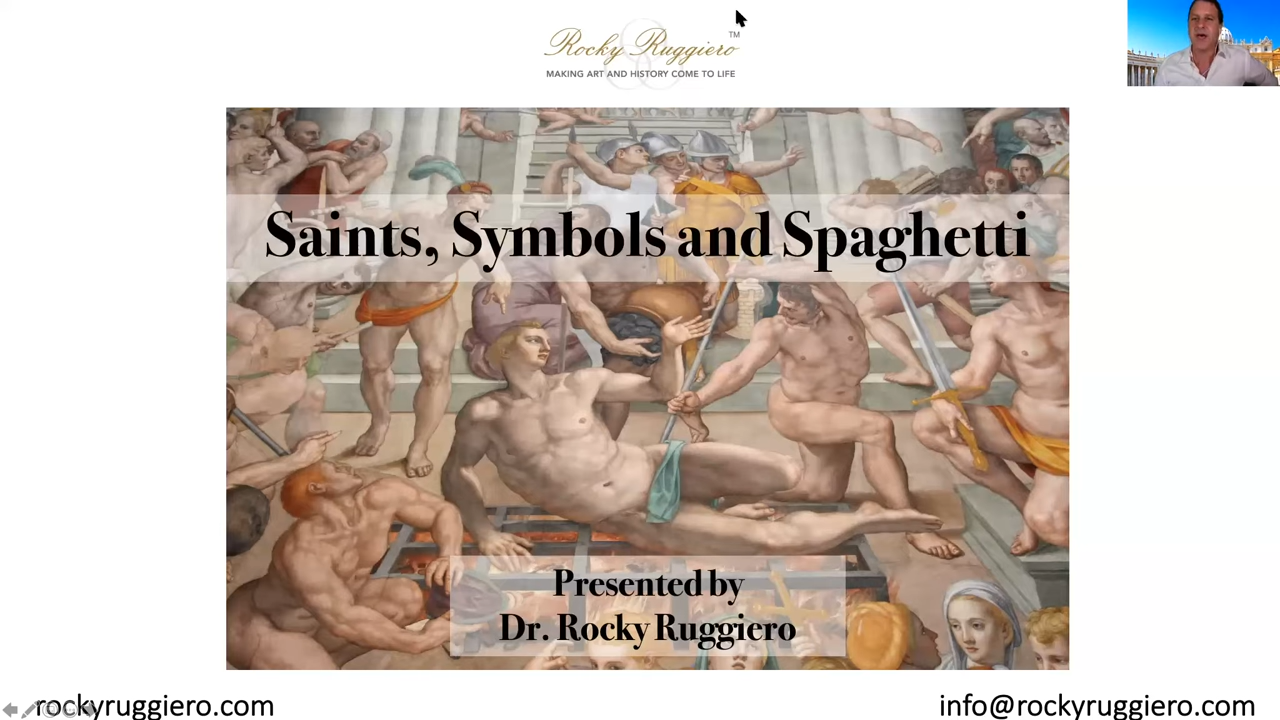 Rocky Ruggiero
TM
MAKING ART AND HISTORY COME TO LIFE
Saints, Symbols and Spaghetti
Presented by
Dr. Rocky Ruggiero
rockyruggiero.com
info@rockyruggiero.com